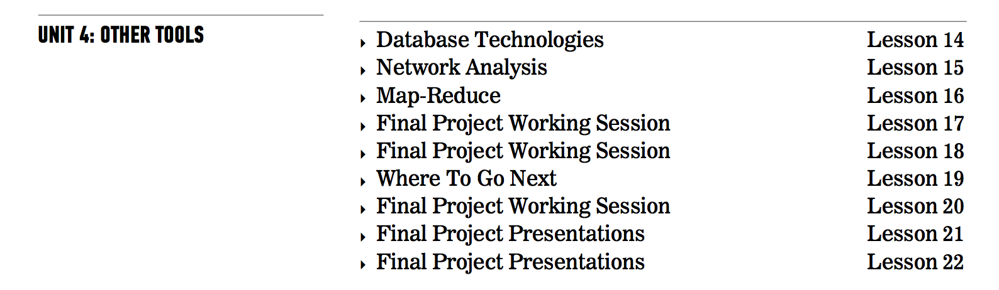 UNIT 4: OTHER TOOLS
‣ Database Technologies Lesson 14
‣ Network Analysis Lesson 15
‣ Map-Reduce Lesson 16
‣ Final Project Working Session Lesson 17
‣ Final Project Working Session Lesson 18
‣ Where To Go Next Lesson 19
‣ Final Project Working Session Lesson 20
‣ Final Project Presentations Lesson 21
‣ Final Project Presentations Lesson 22